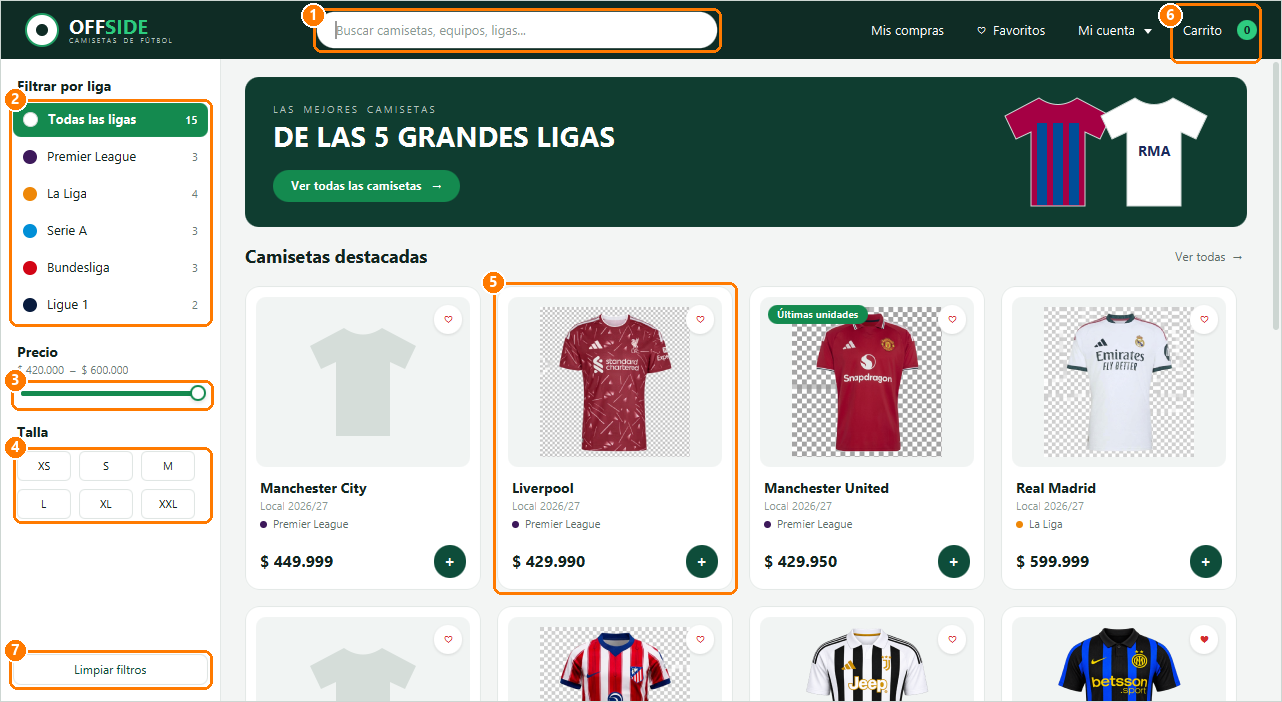 OFFSIDE
CAMISETAS DE FÚTBOL
1
Buscar camisetas, equipos, ligas...
Mis compras
Favoritos
Mi cuenta
6
Carrito
0
Filtrar por liga
2
Todas las ligas 15
Premier League 3
La Liga 4
Serie A 3
Bundesliga 3
Ligue 1 2
Precio
$ 420.000 – $ 600.000
3
Talla
4
XS S M
L XL XXL
7
Limpiar filtros
LAS MEJORES CAMISETAS
DE LAS 5 GRANDES LIGAS
Ver todas las camisetas →
RMA
Camisetas destacadas
Ver todas →
Manchester City
Local 2026/27
Premier League
$ 449.999 +
5
standard
chartered
Liverpool
Local 2026/27
Premier League
$ 429.990 +
Últimas unidades
Snapdragon
Manchester United
Local 2026/27
Premier League
$ 429.950 +
Emirates
FLY BETTER
Real Madrid
Local 2026/27
La Liga
$ 599.999 +
Jeep
betsson
.sport